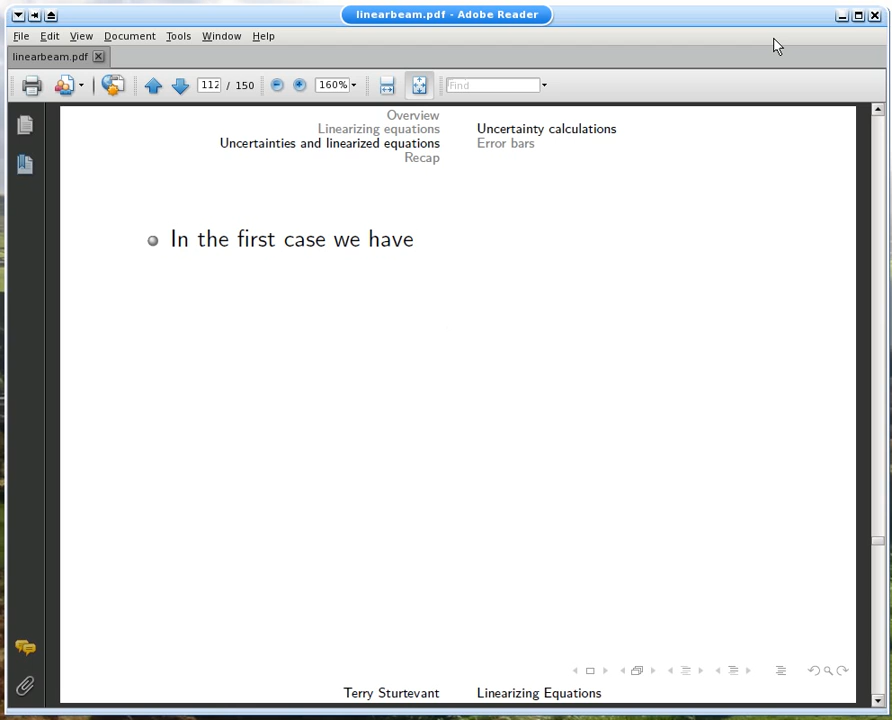 linearbeam.pdf - Adobe Reader
File Edit View Document Tools Window Help
linearbeam.pdf
112 / 150 160% Find
Overview
Linearizing equations
Uncertainties and linearized equations
Recap
Uncertainty calculations
Error bars
In the first case we have
Terry Sturtevant Linearizing Equations